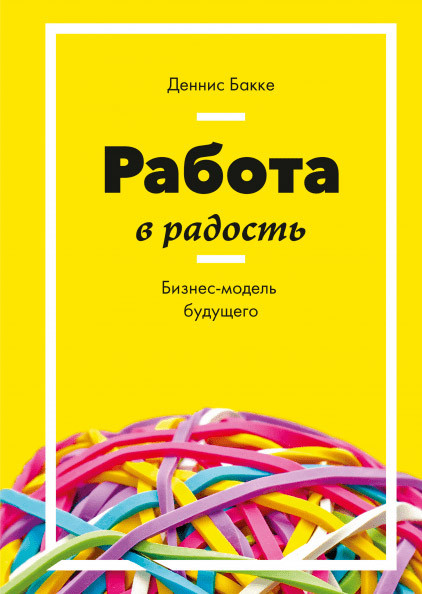 Деннис Бакке
Работа
в радость
Бизнес-модель
будущего